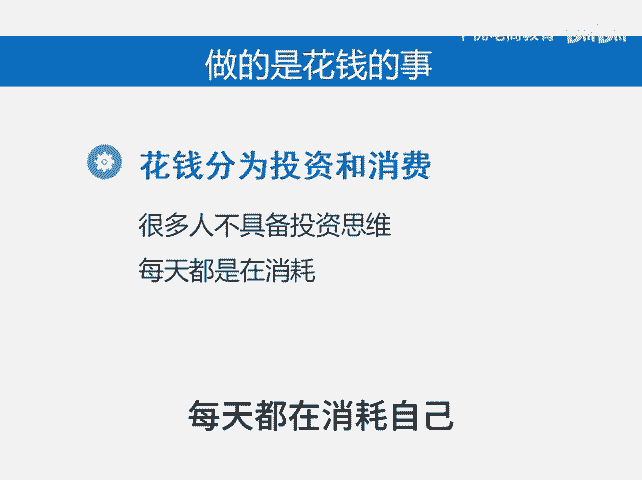 做的是花钱的事
花钱分为投资和消费
很多人不具备投资思维
每天都是在消耗
每天都在消耗自己